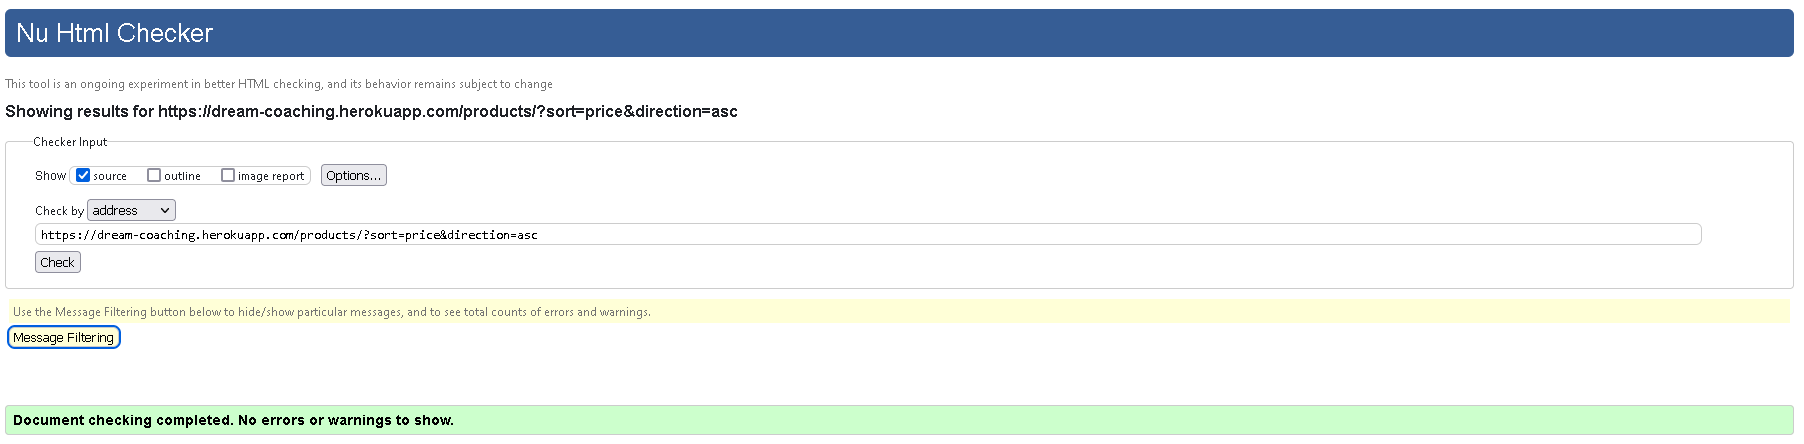 Nu Html Checker
This tool is an ongoing experiment in better HTML checking, and its behavior remains subject to change
Showing results for https://dream-coaching.herokuapp.com/products/?sort=price&direction=asc
Checker Input
Show source outline image report Options...
Check by address
https://dream-coaching.herokuapp.com/products/?sort=price&direction=asc
Check
Use the Message Filtering button below to hide/show particular messages, and to see total counts of errors and warnings.
Message Filtering
Document checking completed. No errors or warnings to show.